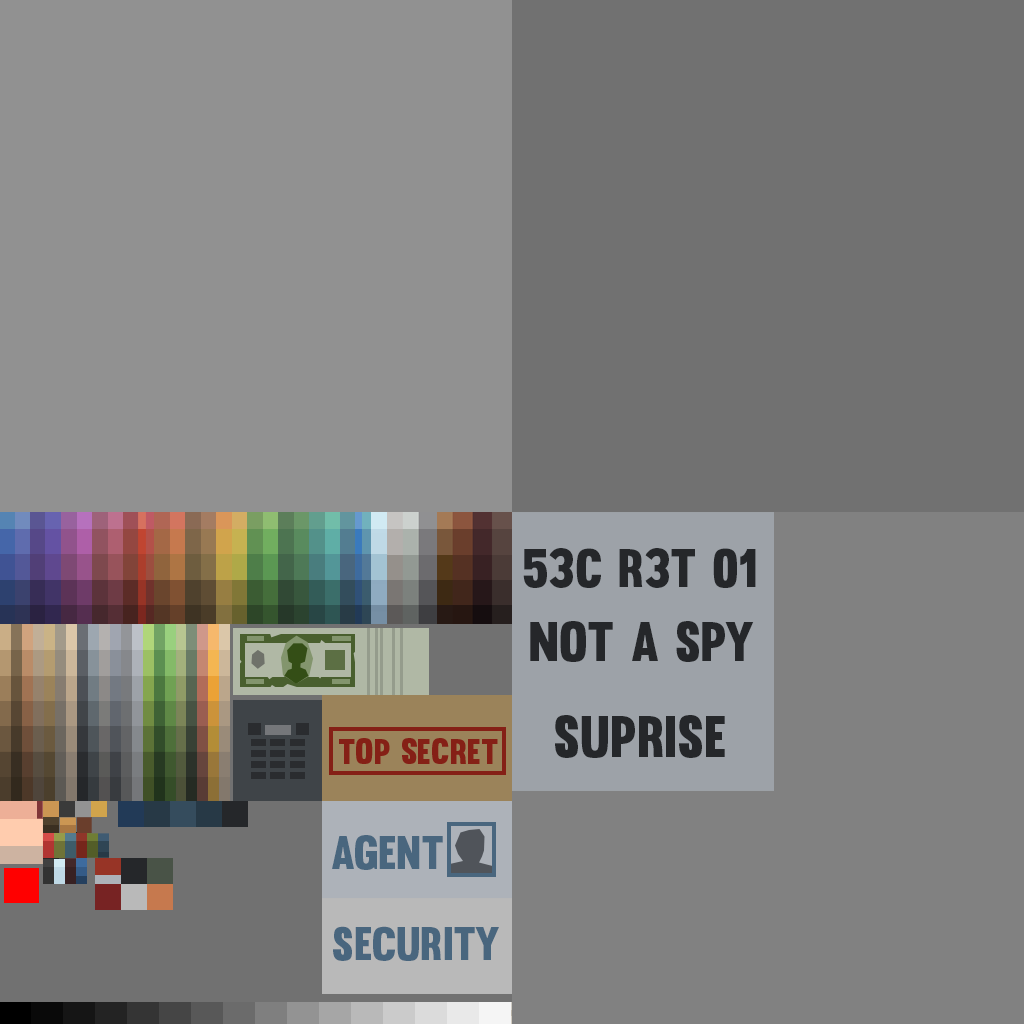 53C R3T 01
NOT A SPY
SUPRISE
TOP SECRET
AGENT
SECURITY